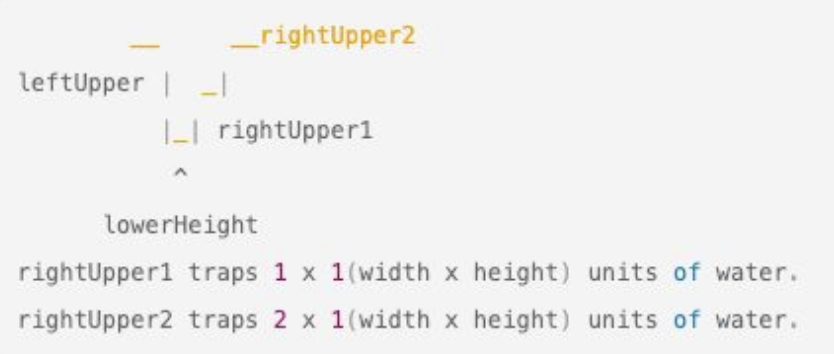 __     __rightUpper2
leftUpper |  _|
|_| rightUpper1
^
lowerHeight
rightUpper1 traps 1 x 1(width x height) units of water.
rightUpper2 traps 2 x 1(width x height) units of water.